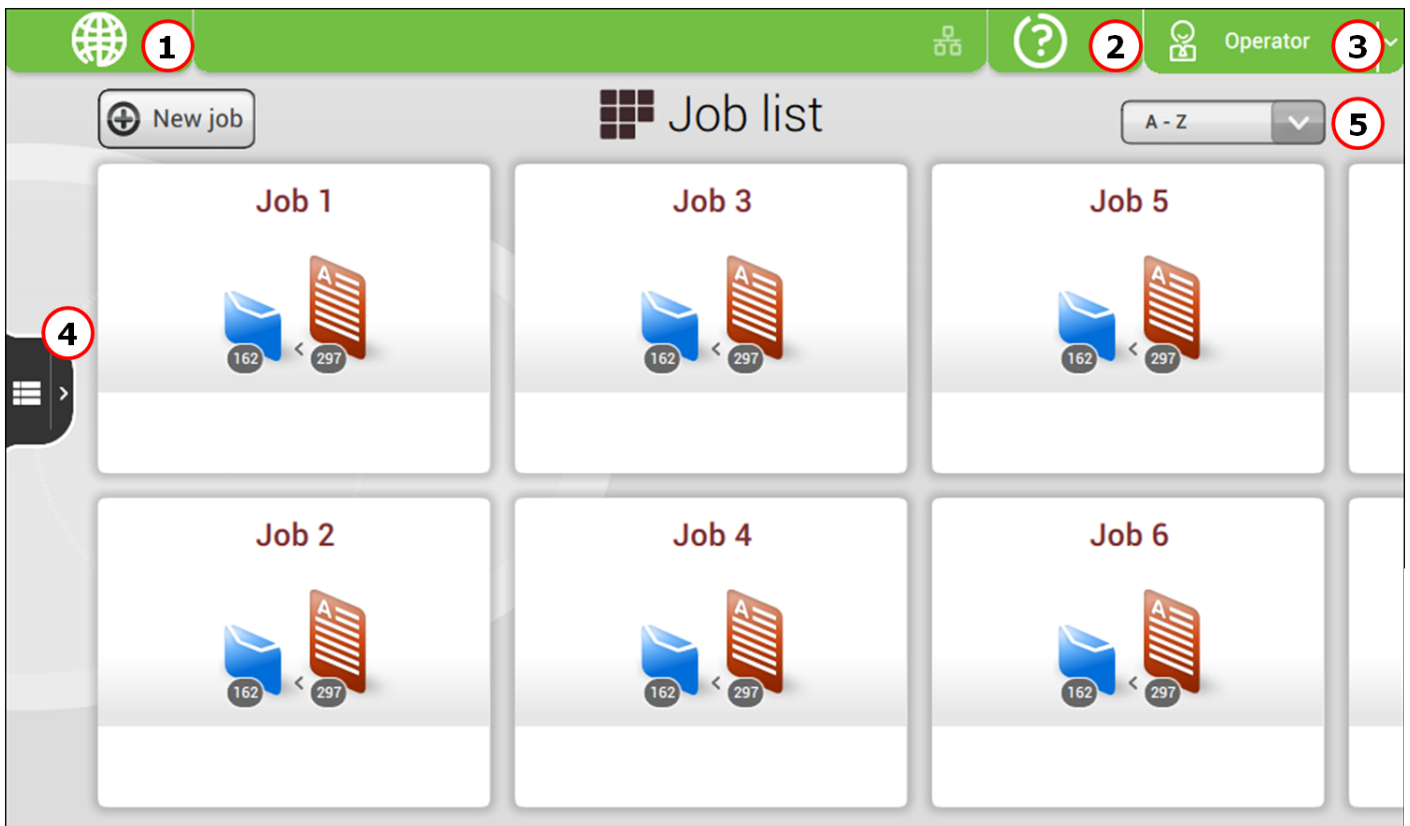 1
? 2
Operator 3
New job
Job list
A - Z
5
Job 1
Job 3
Job 5
A
A
A
162 < 297
162 < 297
162 < 297
4
>
Job 2
Job 4
Job 6
A
A
A
162 < 297
162 < 297
162 < 297